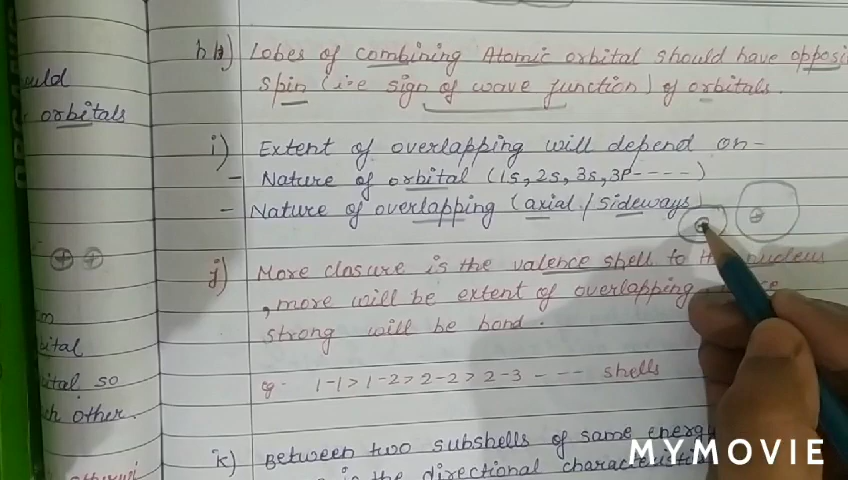 h) Lobes of combining Atomic orbital should have opposi
spin (i.e sign of wave function) of orbitals.
i) Extent of overlapping will depend on-
- Nature of orbital (1s, 2s, 3s, 3p----)
- Nature of overlapping (axial / sideways)
j) More closure is the valence shell to the nucleus
, more will be extent of overlapping
strong will be bond.
eg- 1-1 > 1-2 > 2-2 > 2-3 - --- shells
k) Between two subshells of same energy
is the directional
uld
orbitals
ital
ital so
ch other.
MYMOVIE